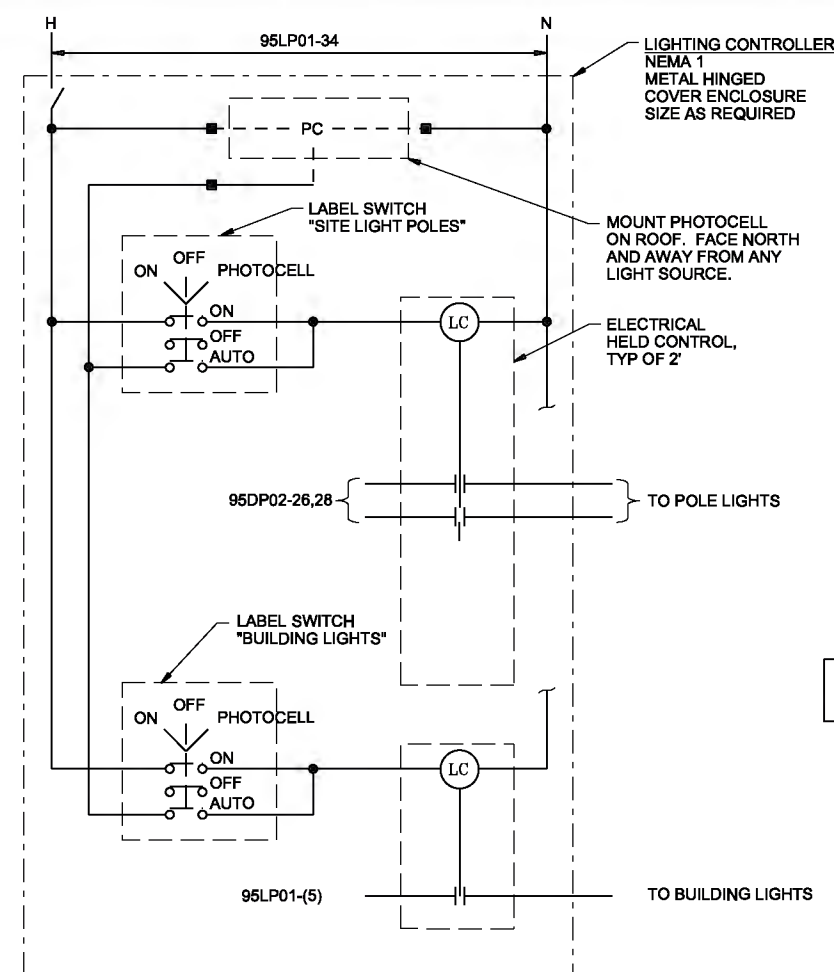 H
N
95LP01-34
LIGHTING CONTROLLER
NEMA 1
METAL HINGED
COVER ENCLOSURE
SIZE AS REQUIRED
PC
LABEL SWITCH
"SITE LIGHT POLES"
MOUNT PHOTOCELL
ON ROOF. FACE NORTH
AND AWAY FROM ANY
LIGHT SOURCE.
OFF
ON
PHOTOCELL
ON
OFF
AUTO
LC
ELECTRICAL
HELD CONTROL,
TYP OF 2'
95DP02-26,28
TO POLE LIGHTS
LABEL SWITCH
"BUILDING LIGHTS"
OFF
ON
PHOTOCELL
ON
OFF
AUTO
LC
95LP01-(5)
TO BUILDING LIGHTS